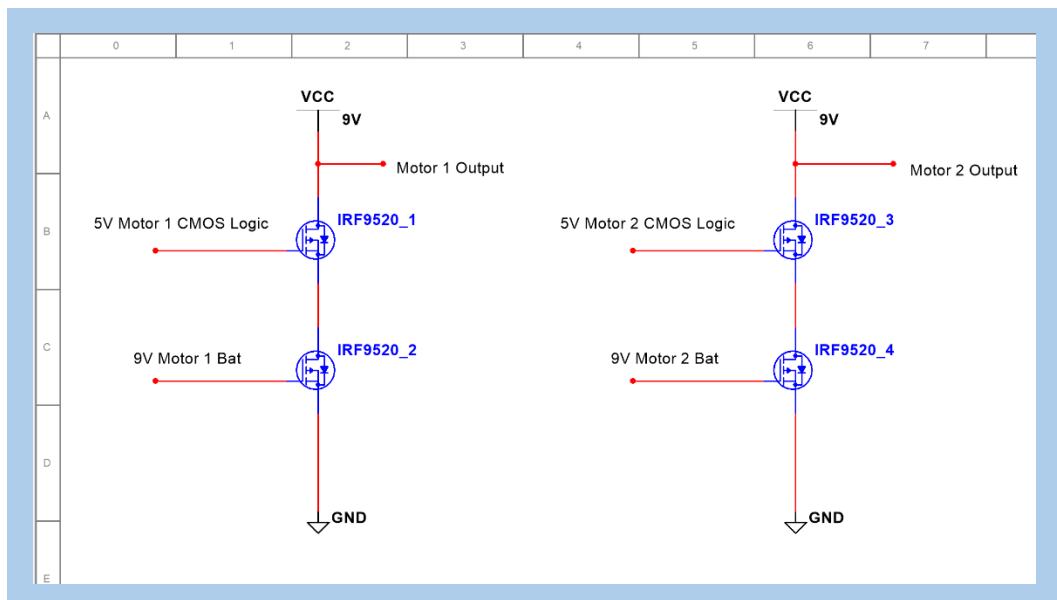 0 1 2 3 4 5 6 7
A
VCC VCC
9V 9V
Motor 1 Output Motor 2 Output
B
5V Motor 1 CMOS Logic IRF9520_1 5V Motor 2 CMOS Logic IRF9520_3
C
9V Motor 1 Bat IRF9520_2 9V Motor 2 Bat IRF9520_4
D
GND GND
E